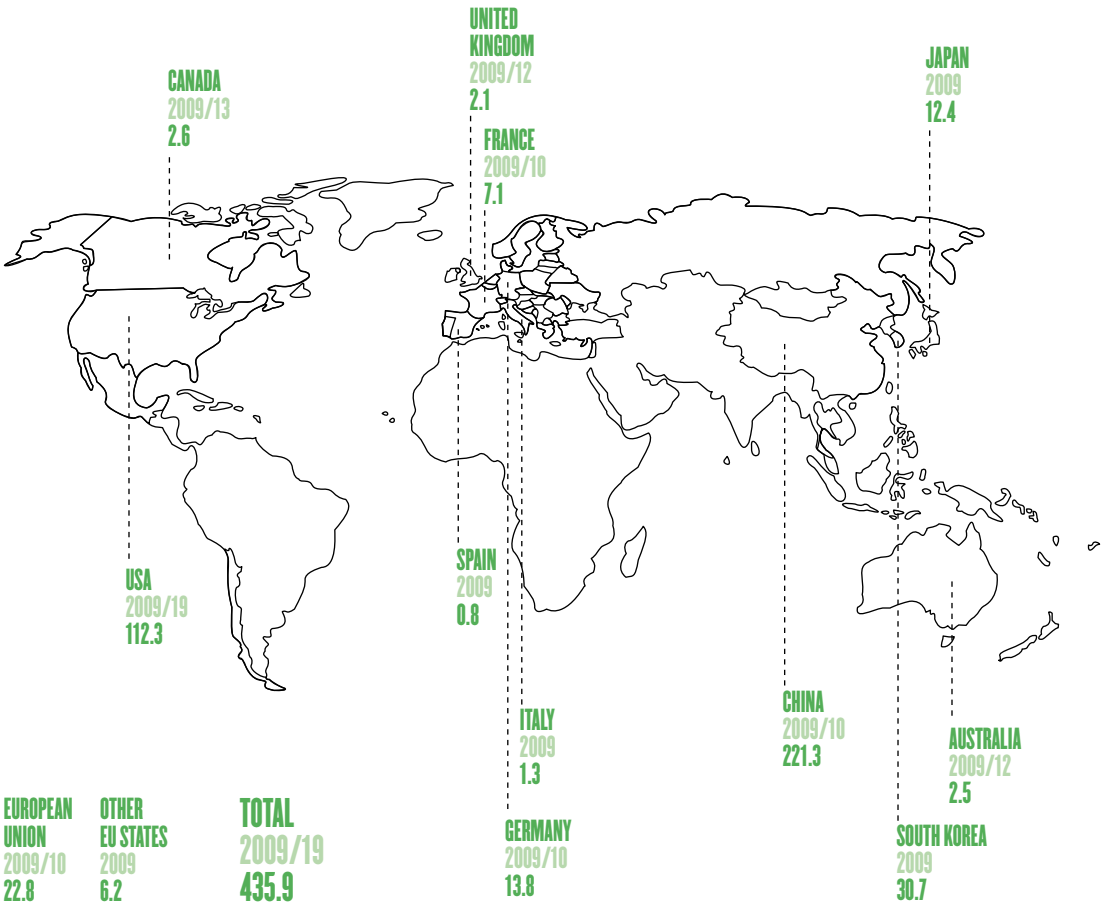 UNITED
KINGDOM
2009/12
2.1
CANADA
2009/13
2.6
JAPAN
2009
12.4
FRANCE
2009/10
7.1
USA
2009/19
112.3
SPAIN
2009
0.8
ITALY
2009
1.3
CHINA
2009/10
221.3
AUSTRALIA
2009/12
2.5
EUROPEAN
UNION
2009/10
22.8
OTHER
EU STATES
2009
6.2
TOTAL
2009/19
435.9
GERMANY
2009/10
13.8
SOUTH KOREA
2009
30.7